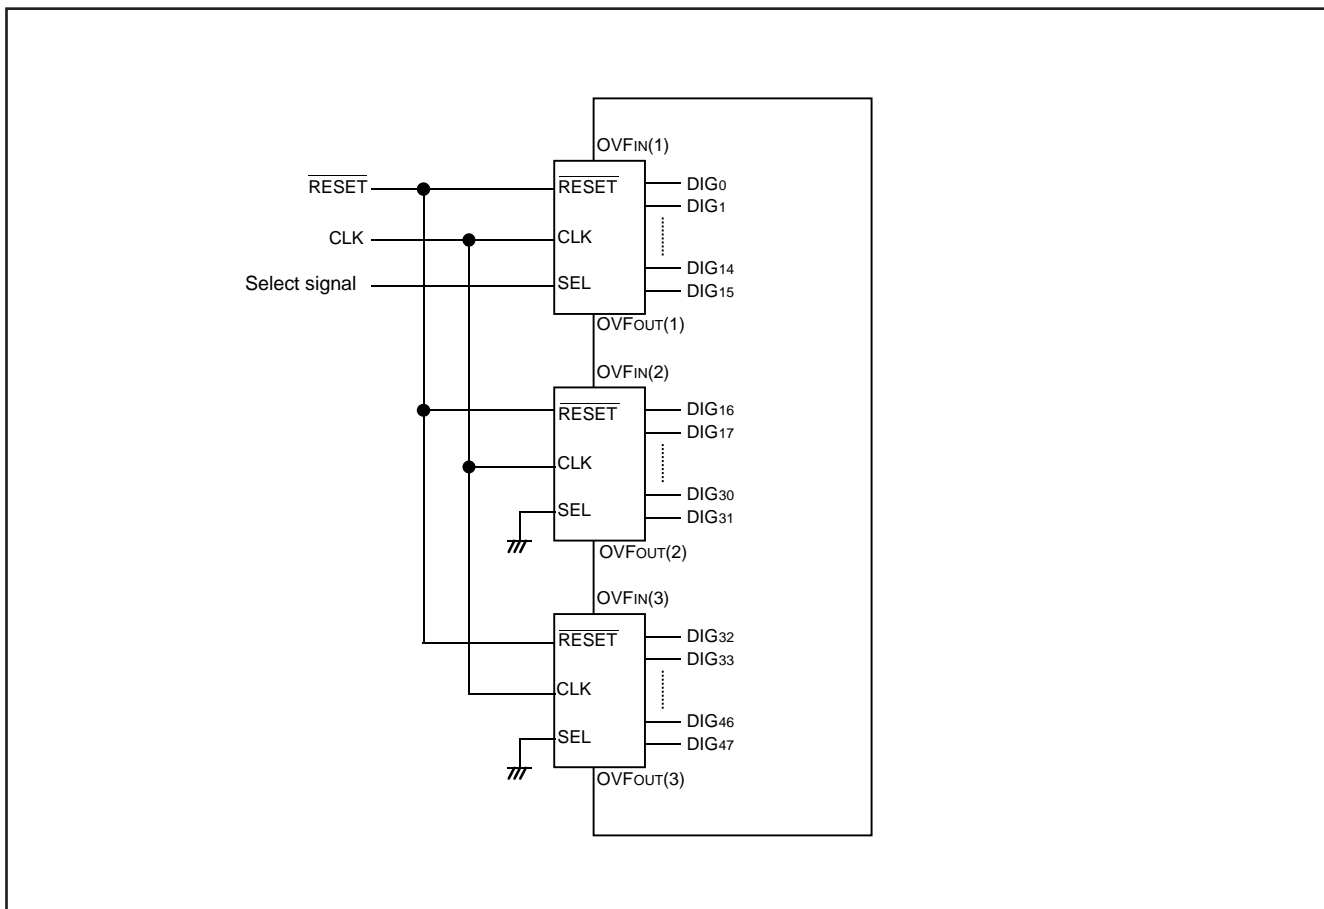 OVFIN(1)
RESET
RESET
DIG0
DIG1
CLK
CLK
DIG14
Select signal
SEL
DIG15
OVFOUT(1)
OVFIN(2)
RESET
DIG16
DIG17
CLK
DIG30
SEL
DIG31
OVFOUT(2)
OVFIN(3)
RESET
DIG32
DIG33
CLK
DIG46
SEL
DIG47
OVFOUT(3)